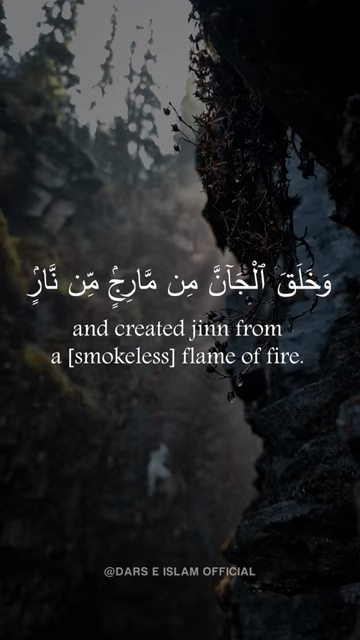 وَخَلَقَ ٱلْجَآنَّ مِن مَّارِجٍۢ مِّن نَّارٍۢ
and created jinn from
a [smokeless] flame of fire.
@DARS E ISLAM OFFICIAL